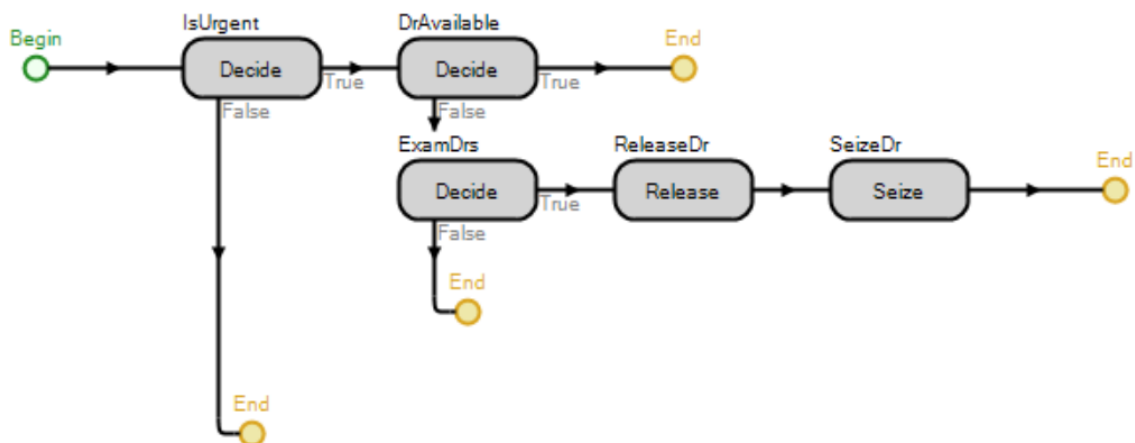 IsUrgent
DrAvailable
Begin
End
Decide
Decide
True
True
False
False
ExamDrs
ReleaseDr
SeizeDr
End
Decide
Release
Seize
True
False
End
End